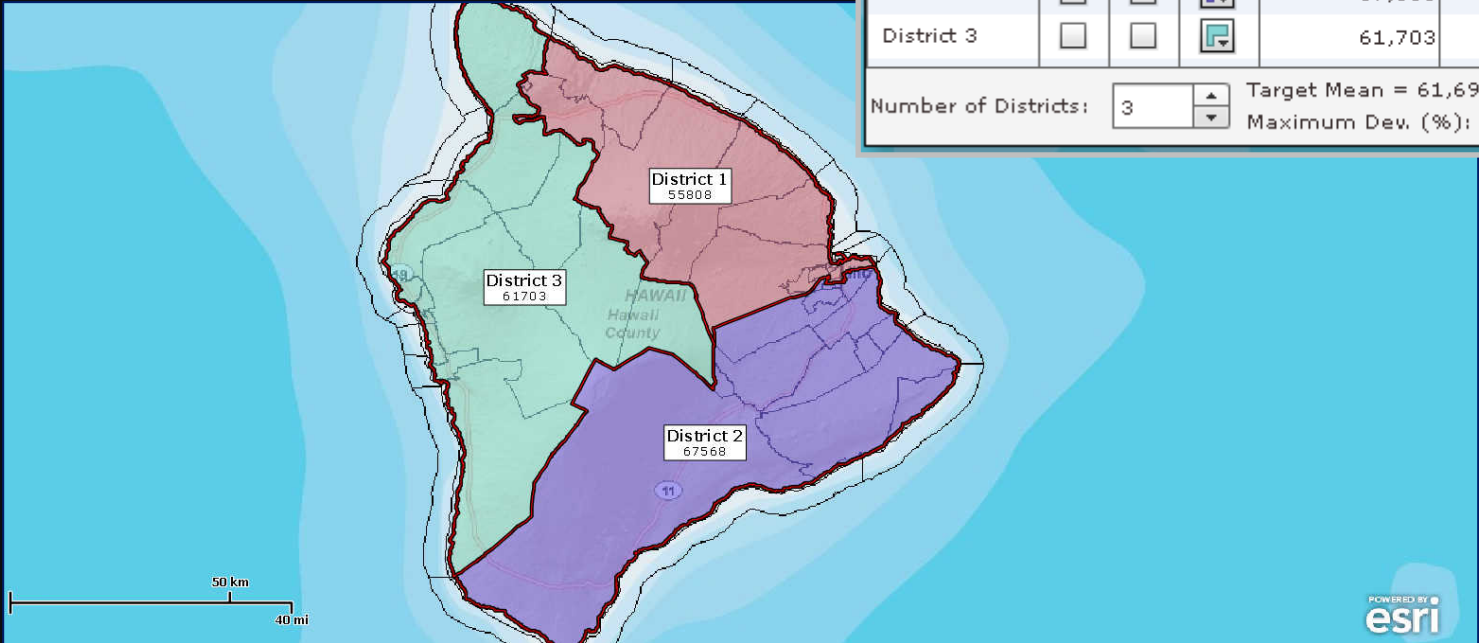 District 3
61,703
Number of Districts:
3
Target Mean = 61,69
Maximum Dev. (%):
District 1
55808
District 3
61703
HAWAII
Hawaii
County
District 2
67568
11
50 km
40 mi
POWERED BY
esri